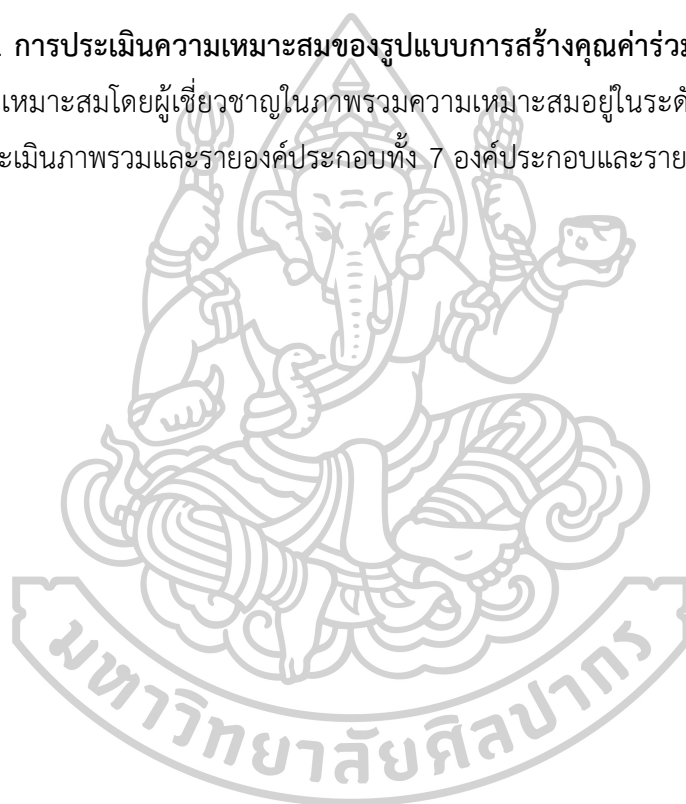 . การประเมินความเหมาะสมของรูปแบบการสร้างคุณค่าร่วม
เหมาะสมโดยผู้เชี่ยวชาญในภาพรวมความเหมาะสมอยู่ในระดั
ะเมินภาพรวมและรายองค์ประกอบทั้ง 7 องค์ประกอบและราย
มหาวิทยาลัยศิลปากร